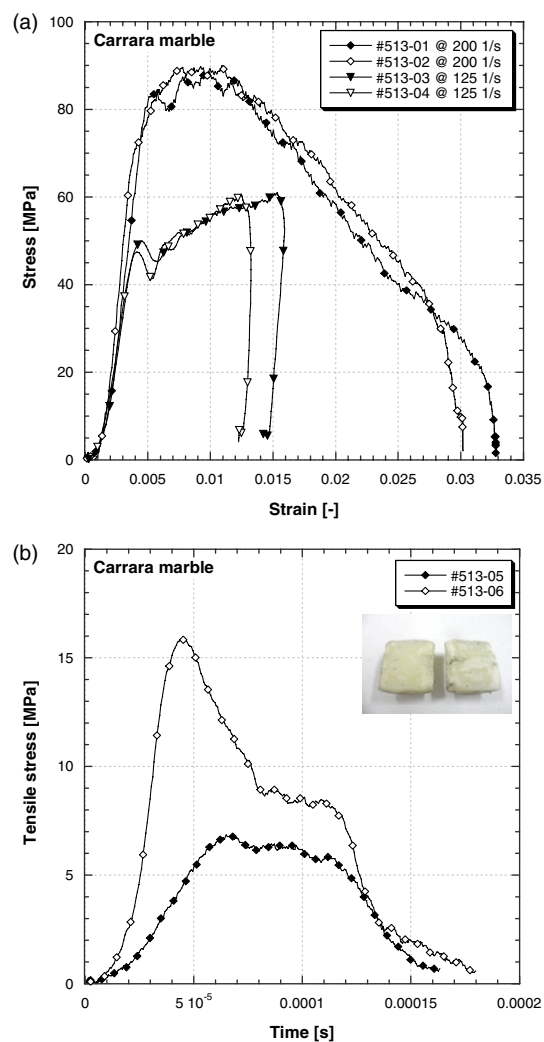 (a)
Carrara marble
#513-01 @ 200 1/s
#513-02 @ 200 1/s
#513-03 @ 125 1/s
#513-04 @ 125 1/s
100
80
60
40
20
0
Stress [MPa]
0
0.005
0.01
0.015
0.02
0.025
0.03
0.035
Strain [-]
(b)
Carrara marble
#513-05
#513-06
20
15
10
5
0
Tensile stress [MPa]
0
5 10-5
0.0001
0.00015
0.0002
Time [s]